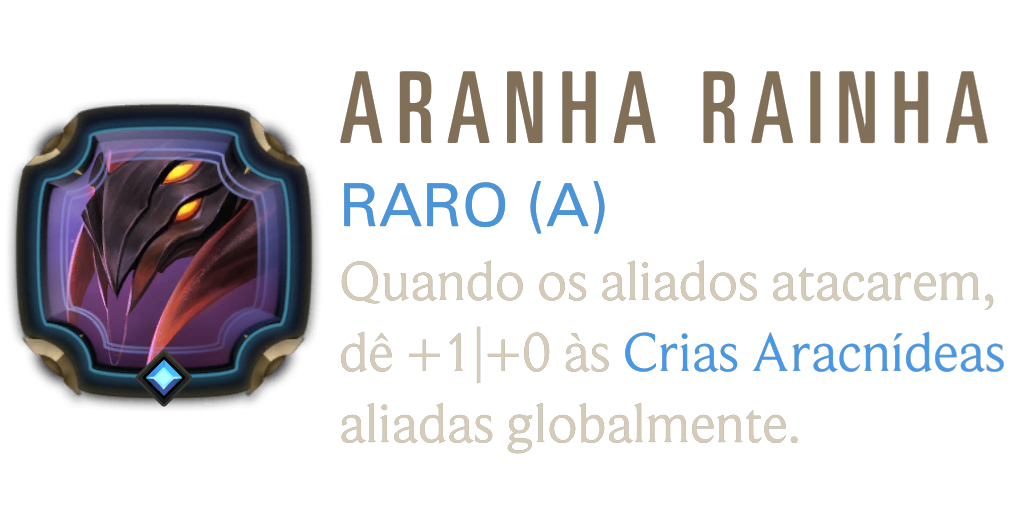 ARANHA RAINHA
RARO (A)
Quando os aliados atacarem,
dê +1|+0 às Crias Aracnídeas
aliadas globalmente.